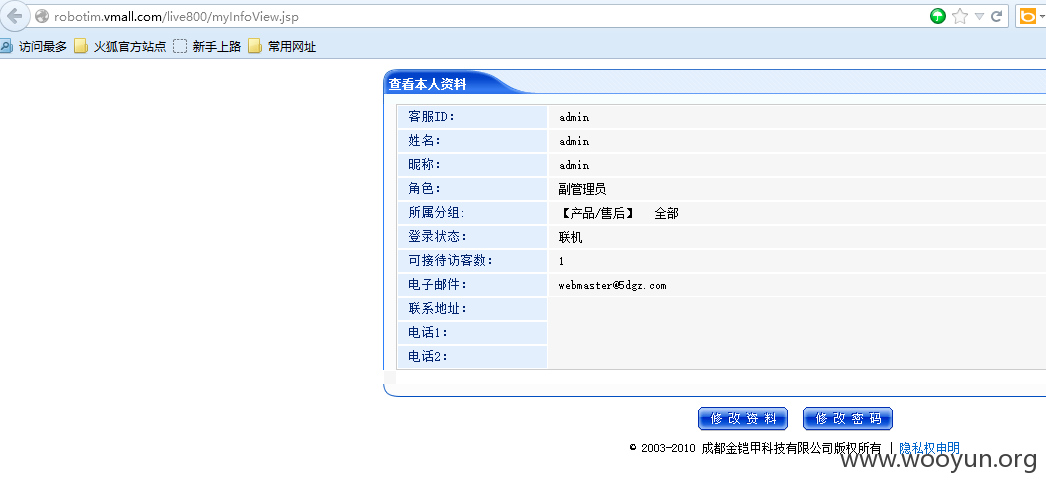 robotim.vmall.com/live800/myInfoView.jsp
访问最多 火狐官方站点 新手上路 常用网址
查看本人资料
客服ID: admin
姓名: admin
昵称: admin
角色: 副管理员
所属分组: 【产品/售后】 全部
登录状态: 联机
可接待访客数: 1
电子邮件: webmaster@5dgz.com
联系地址:
电话1:
电话2:
修改资料 修改密码
© 2003-2010 成都金铠甲科技有限公司版权所有 | 隐私权申明
www.wooyun.org